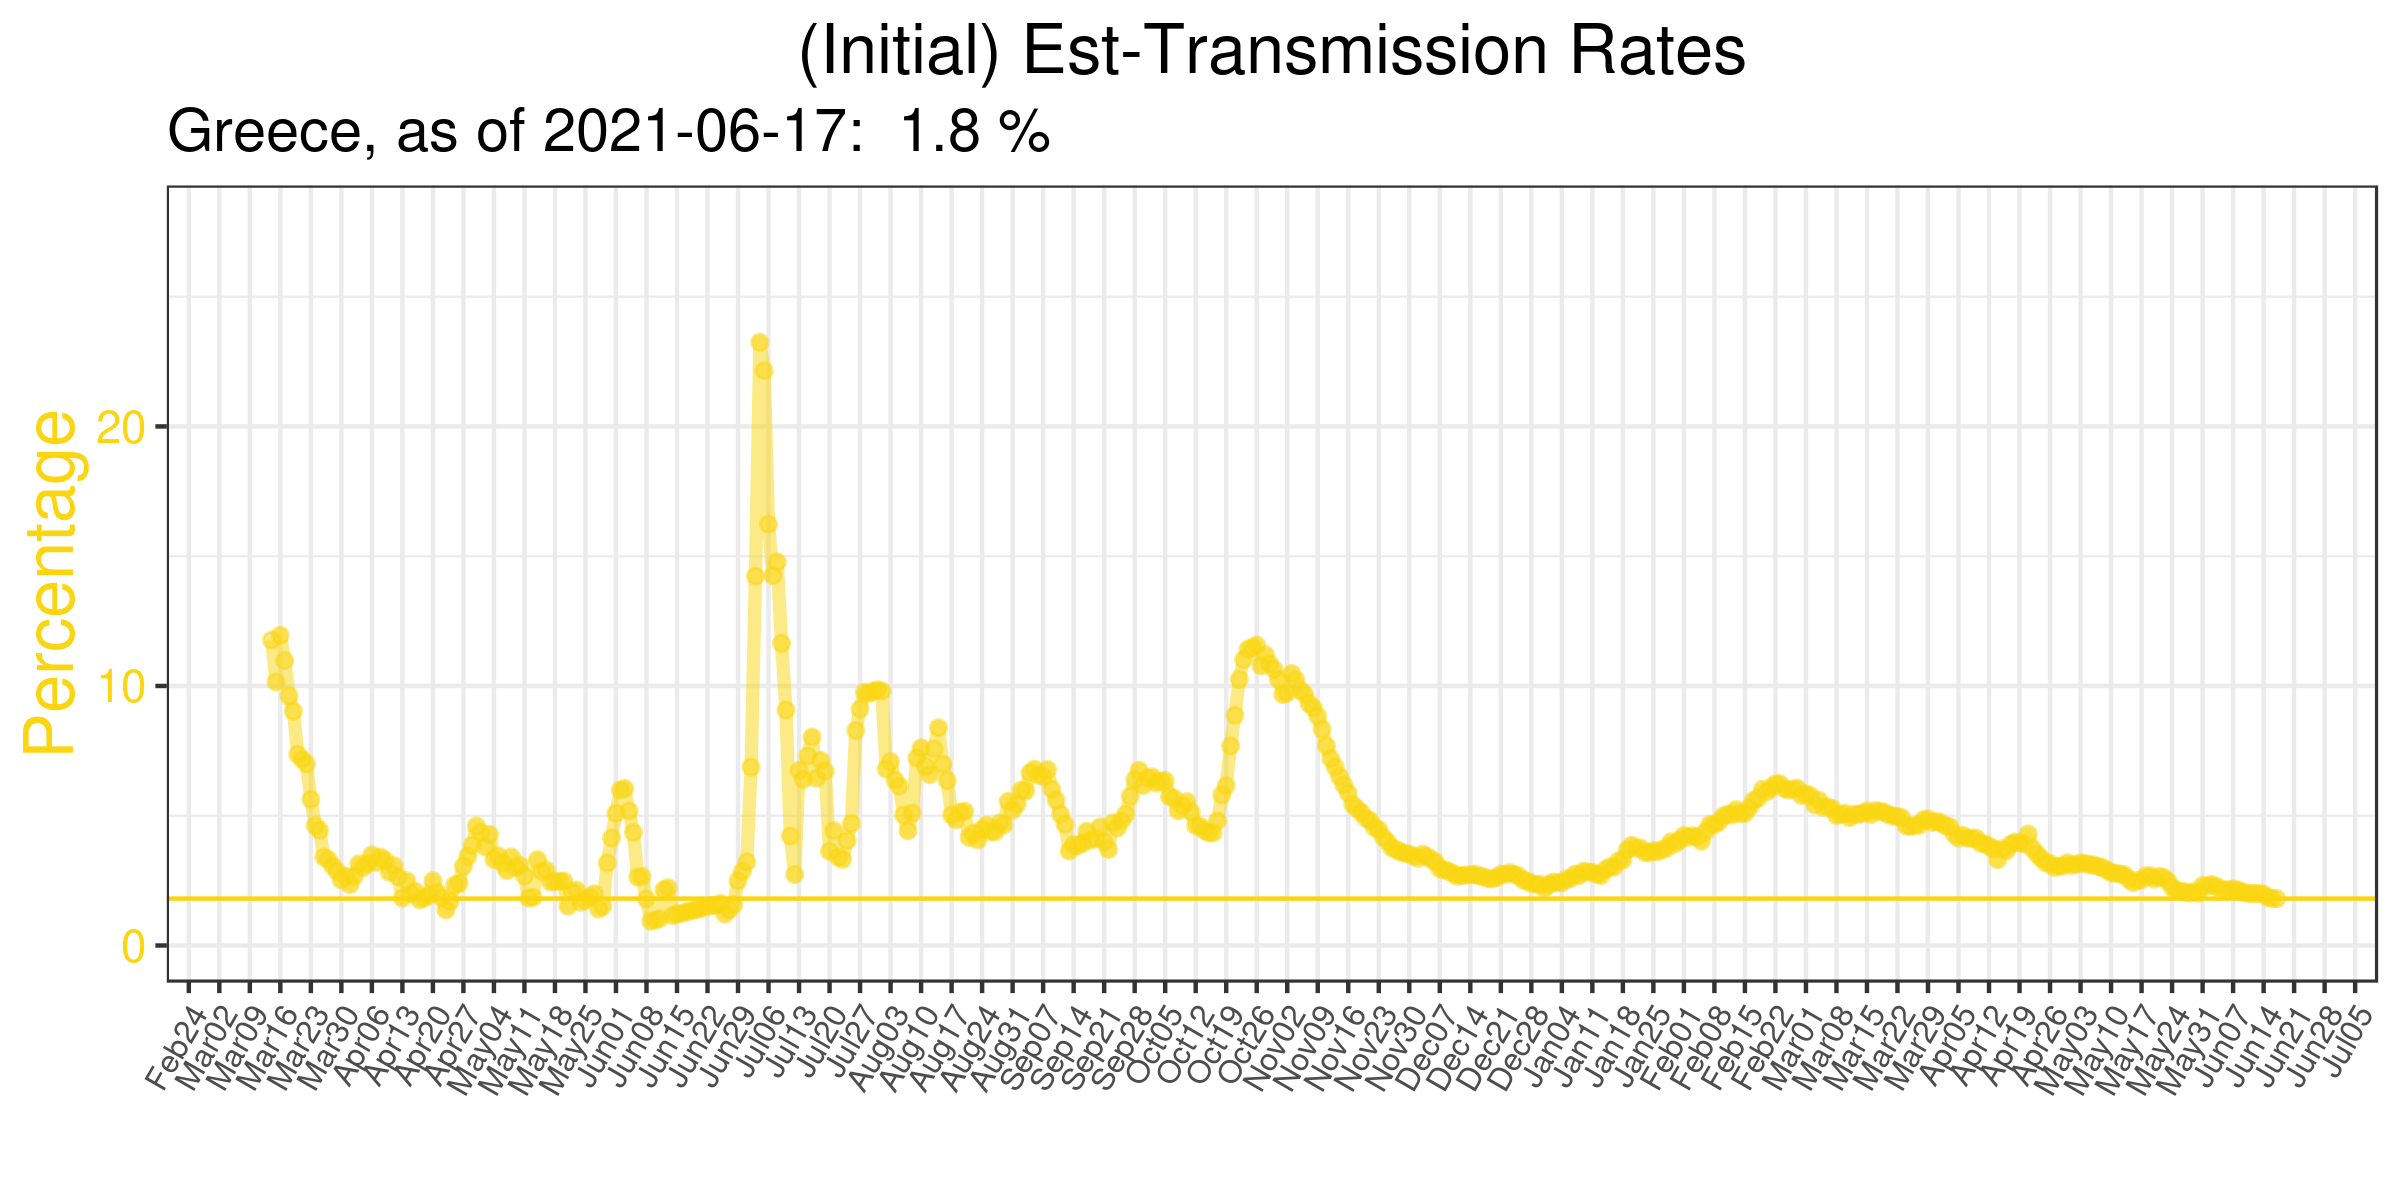 (Initial) Est-Transmission Rates
Greece, as of 2021-06-17:  1.8 %
Percentage
20
10
0
Feb24
Mar02
Mar09
Mar16
Mar23
Mar30
Apr06
Apr13
Apr20
Apr27
May04
May11
May18
May25
Jun01
Jun08
Jun15
Jun22
Jun29
Jul06
Jul13
Jul20
Jul27
Aug03
Aug10
Aug17
Aug24
Aug31
Sep07
Sep14
Sep21
Sep28
Oct05
Oct12
Oct19
Oct26
Nov02
Nov09
Nov16
Nov23
Nov30
Dec07
Dec14
Dec21
Dec28
Jan04
Jan11
Jan18
Jan25
Feb01
Feb08
Feb15
Feb22
Mar01
Mar08
Mar15
Mar22
Mar29
Apr05
Apr12
Apr19
Apr26
May03
May10
May17
May24
May31
Jun07
Jun14
Jun21
Jun28
Jul05